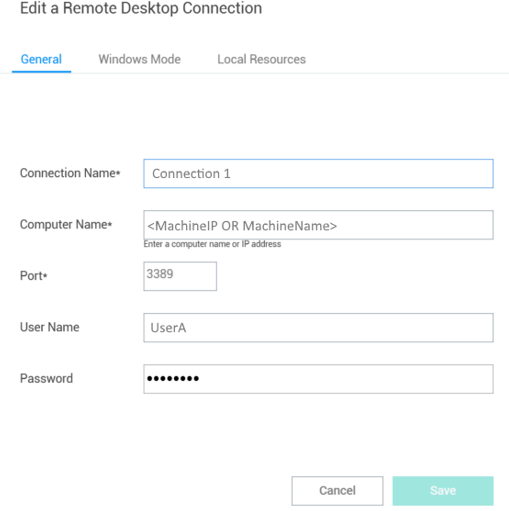 Edit a Remote Desktop Connection
General Windows Mode Local Resources
Connection Name* Connection 1
Computer Name* <MachineIP OR MachineName>
Enter a computer name or IP address
Port* 3389
User Name UserA
Password ••••••••
Cancel Save